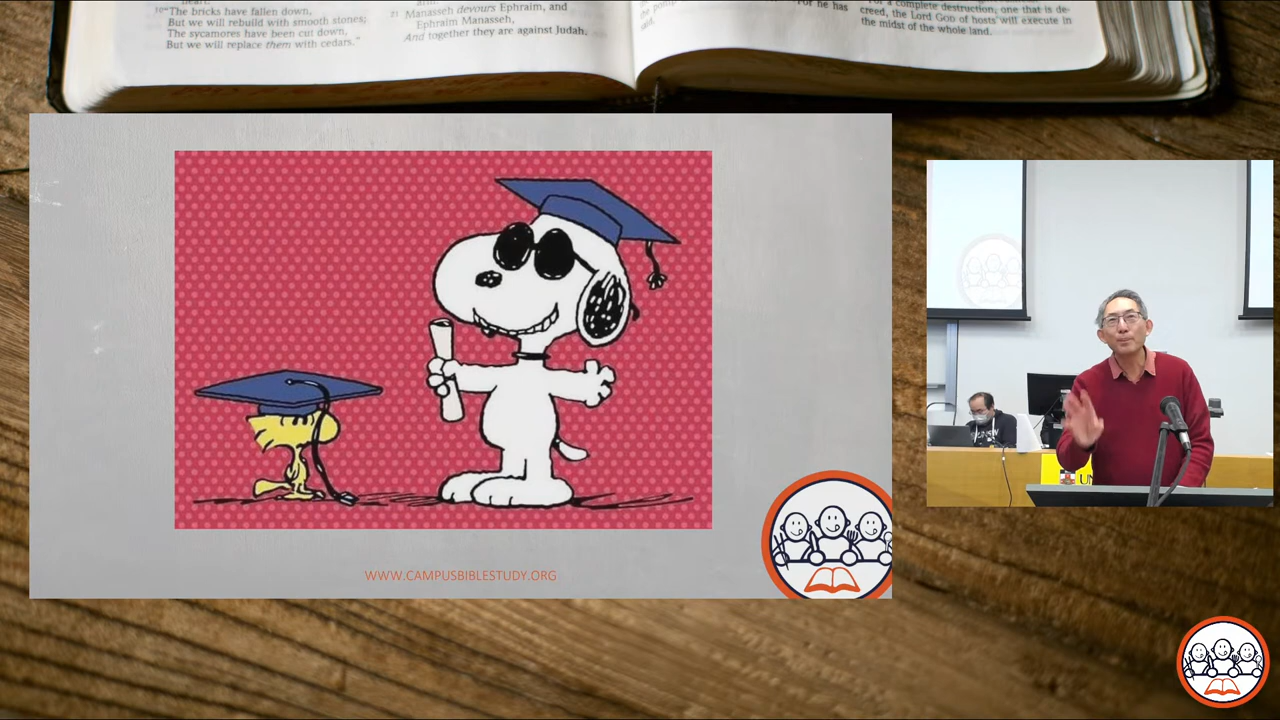 10“The bricks have fallen down,
But we will rebuild with smooth stones;
The sycamores have been cut down,
But we will replace them with cedars.”
21 Manasseh devours Ephraim, and
Ephraim Manasseh,
And together they are against Judah.
For he has
For a complete destruction, one that is de-
creed, the Lord GOD of hosts will execute in
the midst of the whole land.
WWW.CAMPUSBIBLESTUDY.ORG